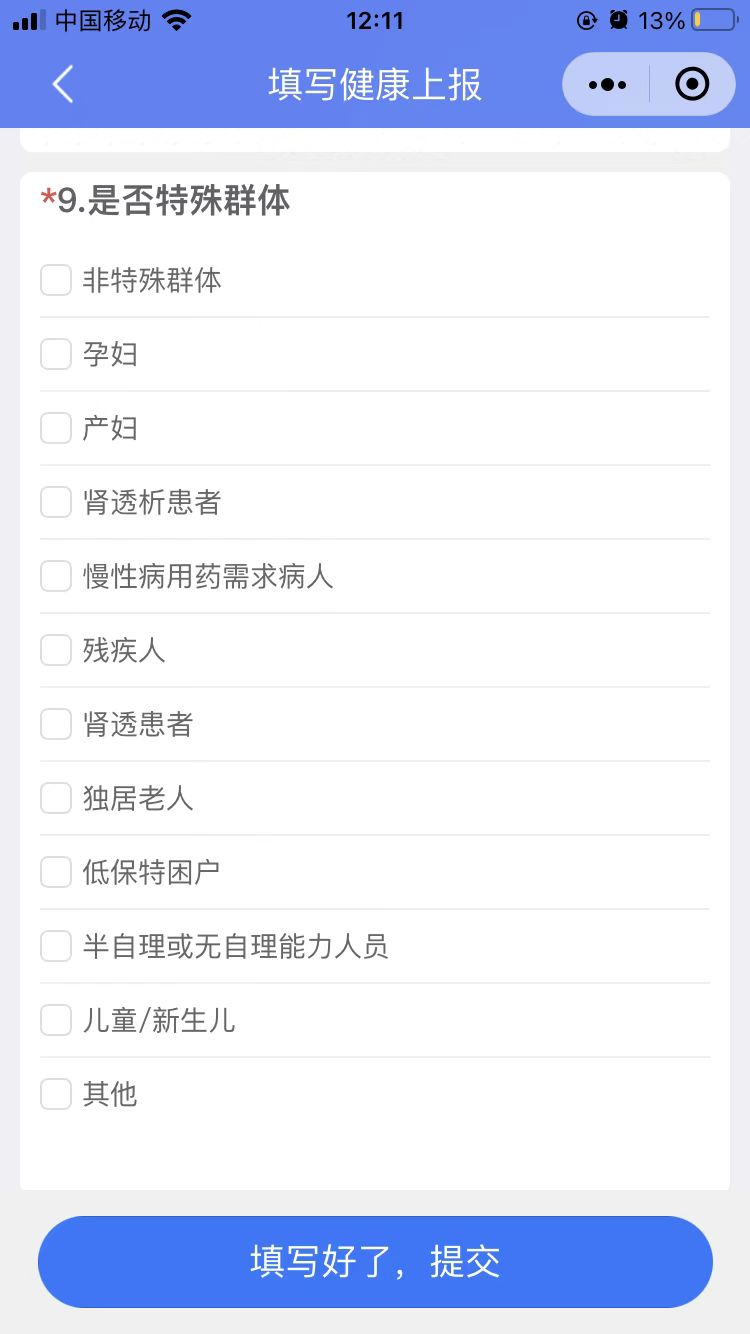 中国移动 12:11 13%
填写健康上报
*9.是否特殊群体
非特殊群体
孕妇
产妇
肾透析患者
慢性病用药需求病人
残疾人
肾透患者
独居老人
低保特困户
半自理或无自理能力人员
儿童/新生儿
其他
填写好了，提交